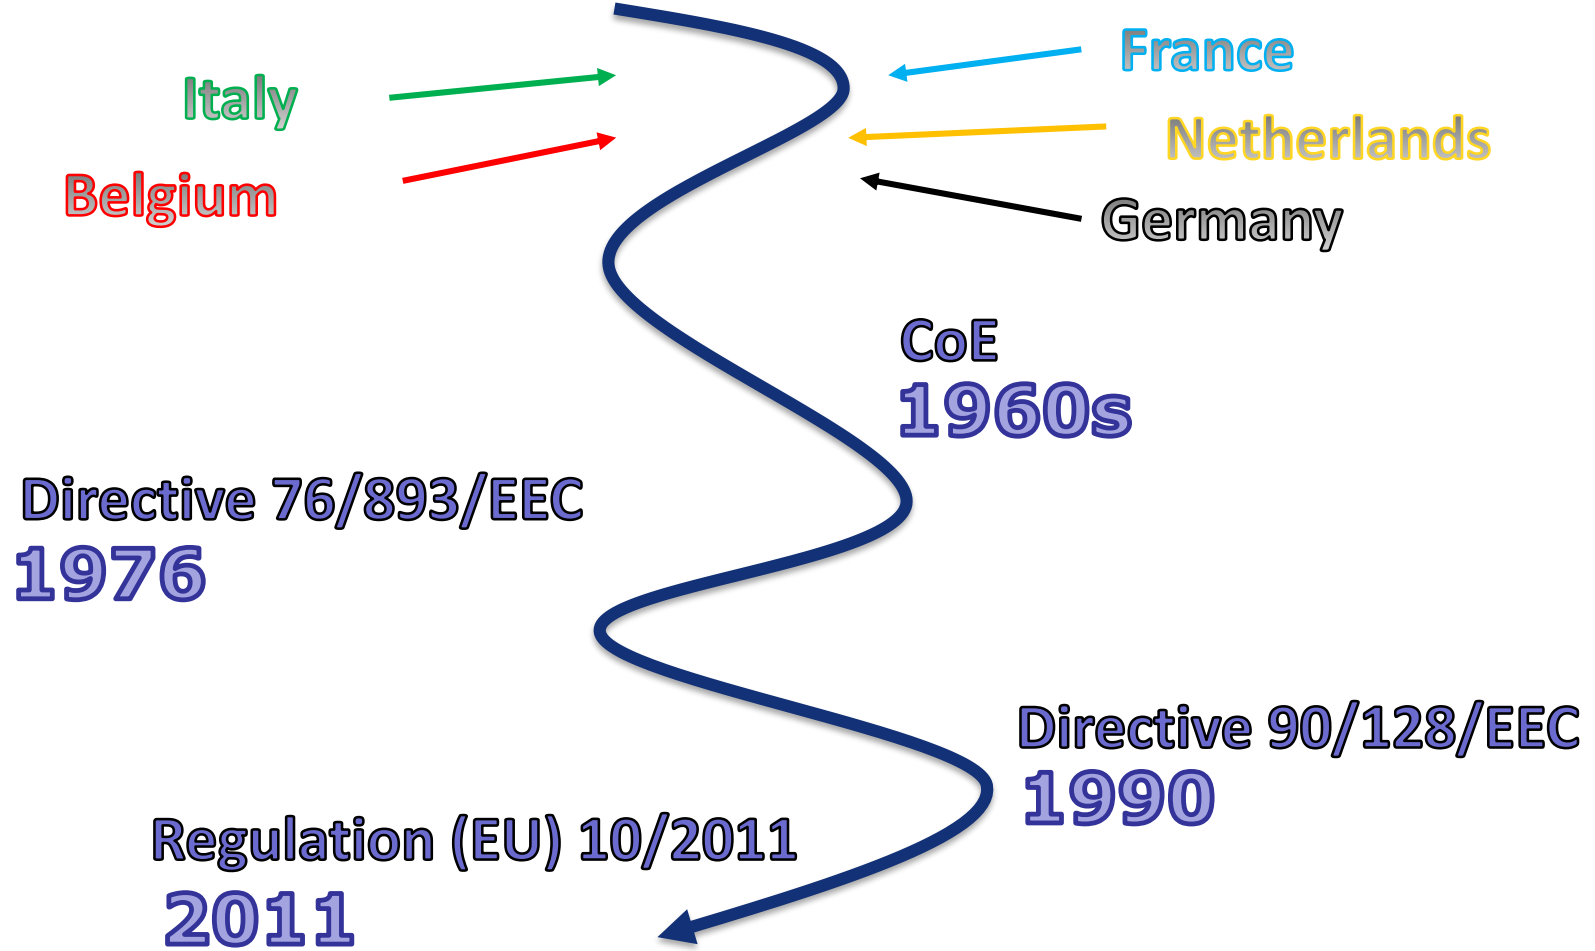 France
Italy
Netherlands
Belgium
Germany
CoE
1960s
Directive 76/893/EEC
1976
Directive 90/128/EEC
1990
Regulation (EU) 10/2011
2011